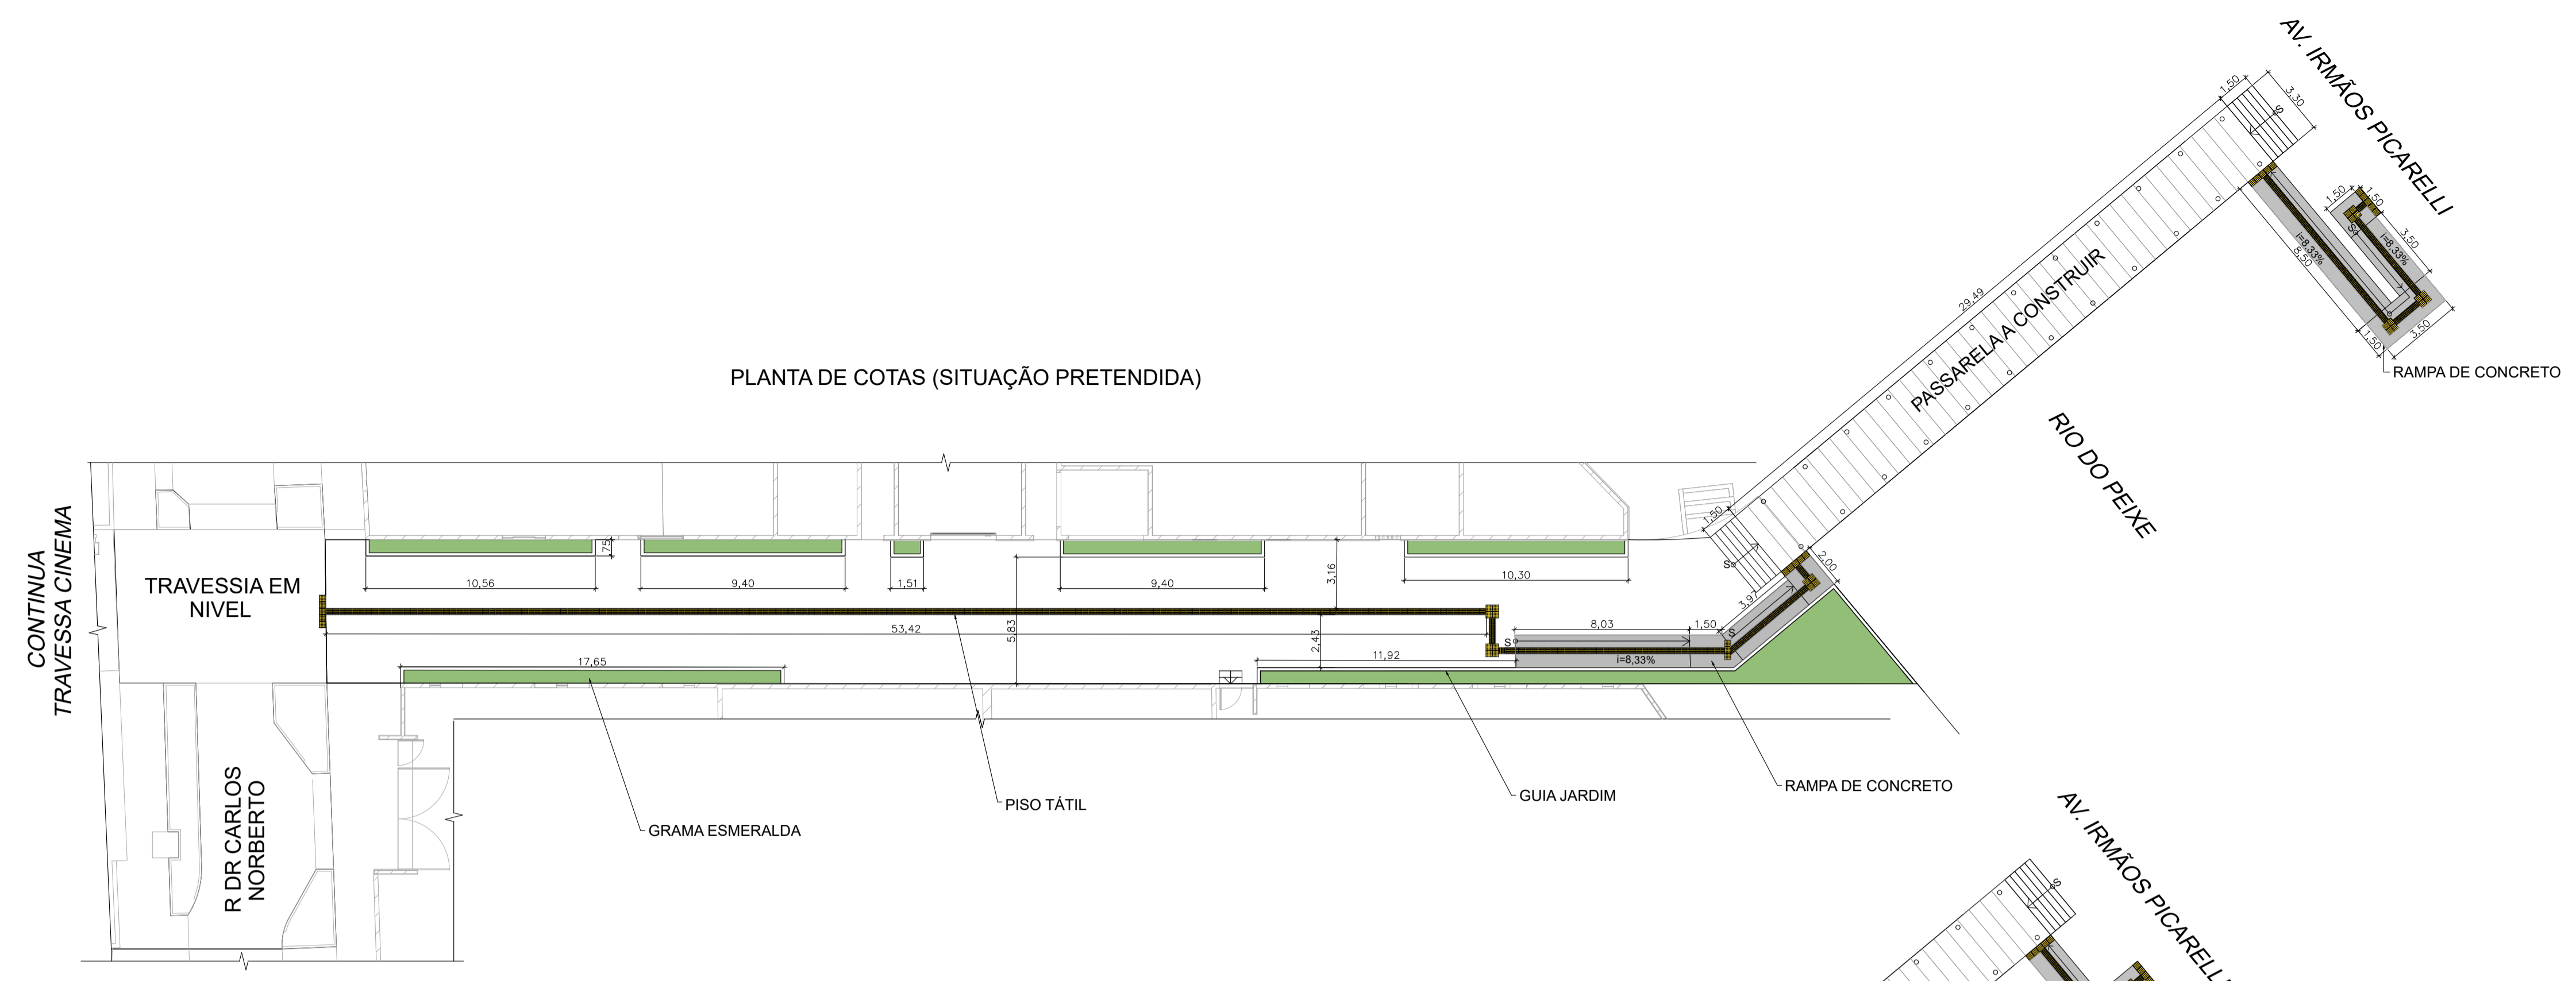 AV. IRMÃOS PICARELLI
1,50
3,30
S
1,50
1,50
3,50
S
i=8,33%
i=8,33%
8,50
1,50
3,50
RAMPA DE CONCRETO
29,49
PASSARELA A CONSTRUIR
RIO DO PEIXE
PLANTA DE COTAS (SITUAÇÃO PRETENDIDA)
CONTINUA
TRAVESSA CINEMA
TRAVESSIA EM
NIVEL
R DR CARLOS
NORBERTO
75
10,56
9,40
1,51
9,40
10,30
3,16
5,83
2,43
53,42
17,65
11,92
1,50
S
2,00
3,97
8,03
1,50
S
S
i=8,33%
GRAMA ESMERALDA
PISO TÁTIL
GUIA JARDIM
RAMPA DE CONCRETO
AV. IRMÃOS PICARELLI
S